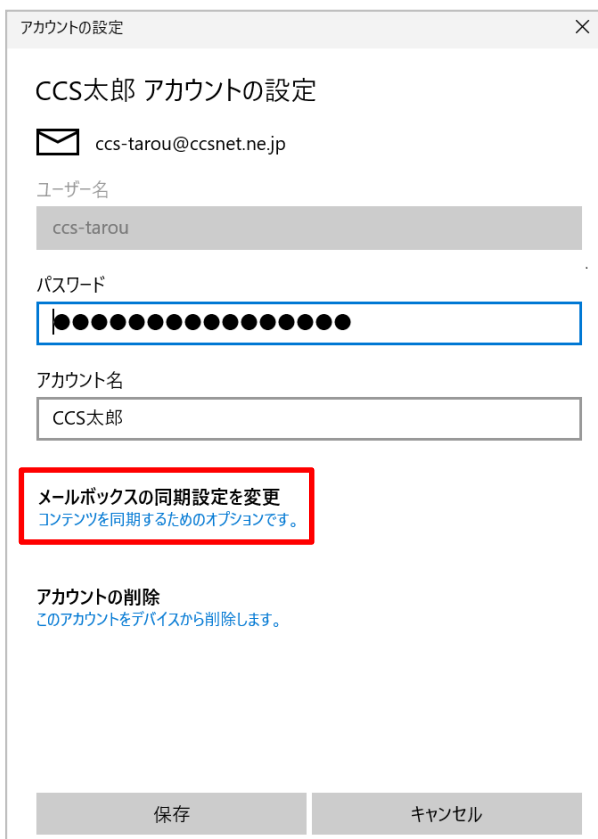 アカウントの設定
CCS太郎 アカウントの設定
ccs-tarou@ccsnet.ne.jp
ユーザー名
ccs-tarou
パスワード
●●●●●●●●●●●●●●●●
アカウント名
CCS太郎
メールボックスの同期設定を変更
コンテンツを同期するためのオプションです。
アカウントの削除
このアカウントをデバイスから削除します。
保存 キャンセル